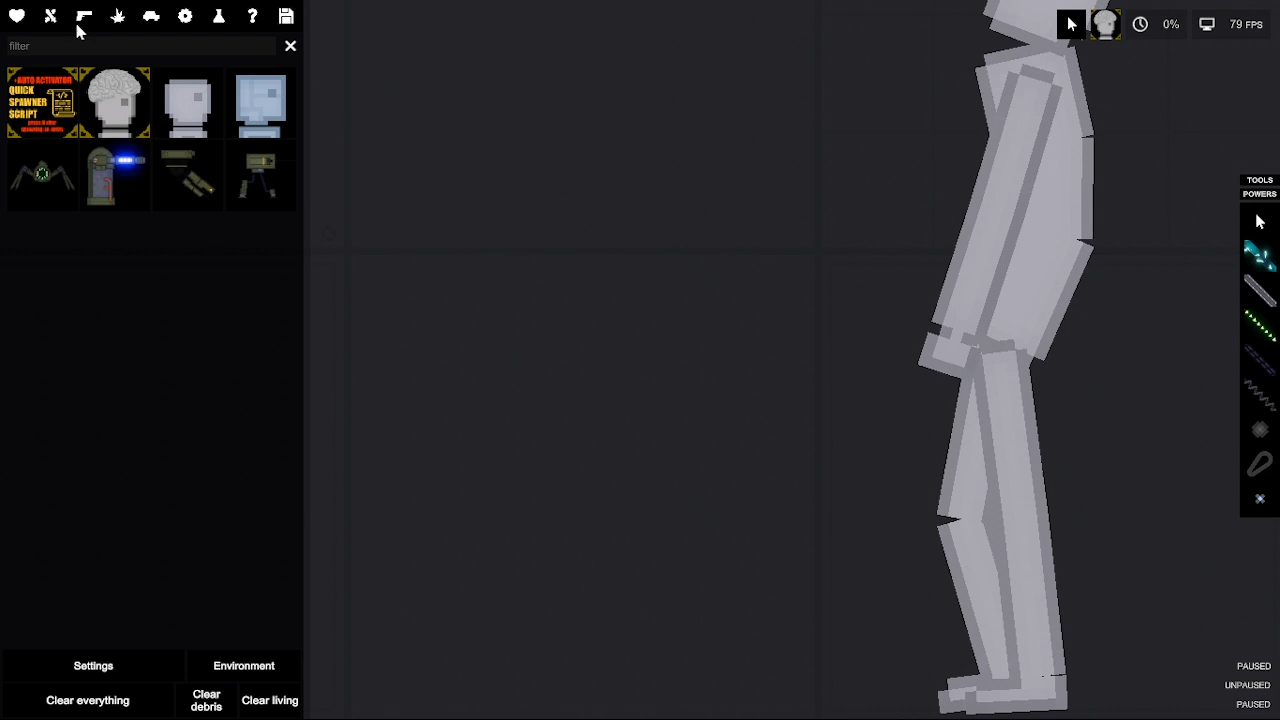 0%
79 FPS
filter
+AUTO ACTIVATOR
QUICK
SPAWNER
SCRIPT
TOOLS
POWERS
Settings
Environment
Clear everything
Clear debris
Clear living
PAUSED
UNPAUSED
PAUSED